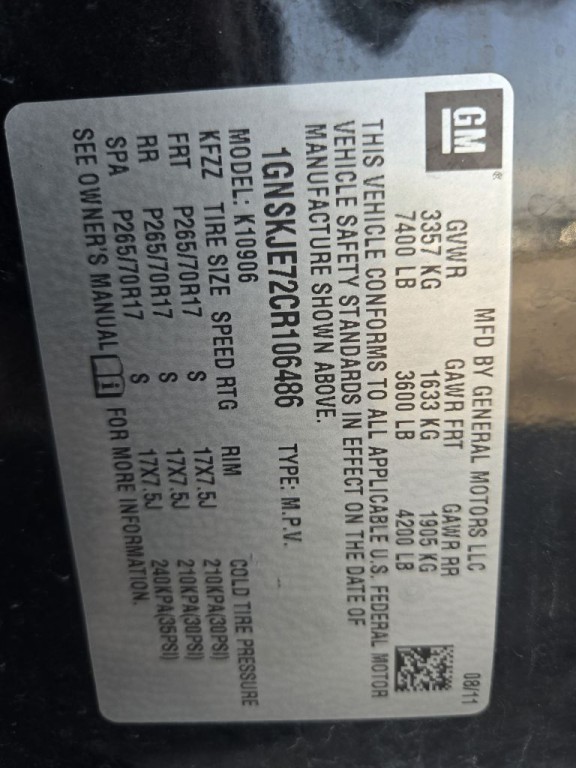 GM®
MFD BY GENERAL MOTORS LLC 08/11
GVWR GAWR FRT GAWR RR
3357 KG 1633 KG 1905 KG
7400 LB 3600 LB 4200 LB
THIS VEHICLE CONFORMS TO ALL APPLICABLE U.S. FEDERAL MOTOR
VEHICLE SAFETY STANDARDS IN EFFECT ON THE DATE OF
MANUFACTURE SHOWN ABOVE.
1GNSKJE72CR106486 TYPE: M.P.V.
MODEL: K10906
KFZZ TIRE SIZE SPEED RTG RIM COLD TIRE PRESSURE
FRT P265/70R17 S 17X7.5J 210KPA(30PSI)
RR P265/70R17 S 17X7.5J 210KPA(30PSI)
SPA P265/70R17 S 17X7.5J 240KPA(35PSI)
SEE OWNER'S MANUAL FOR MORE INFORMATION.